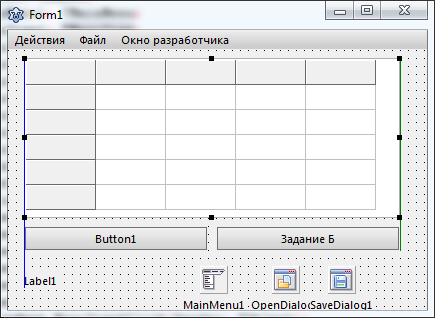 Form1
Действия Файл Окно разработчика
Button1 Задание Б
Label1
MainMenu1 OpenDialo SaveDialog1